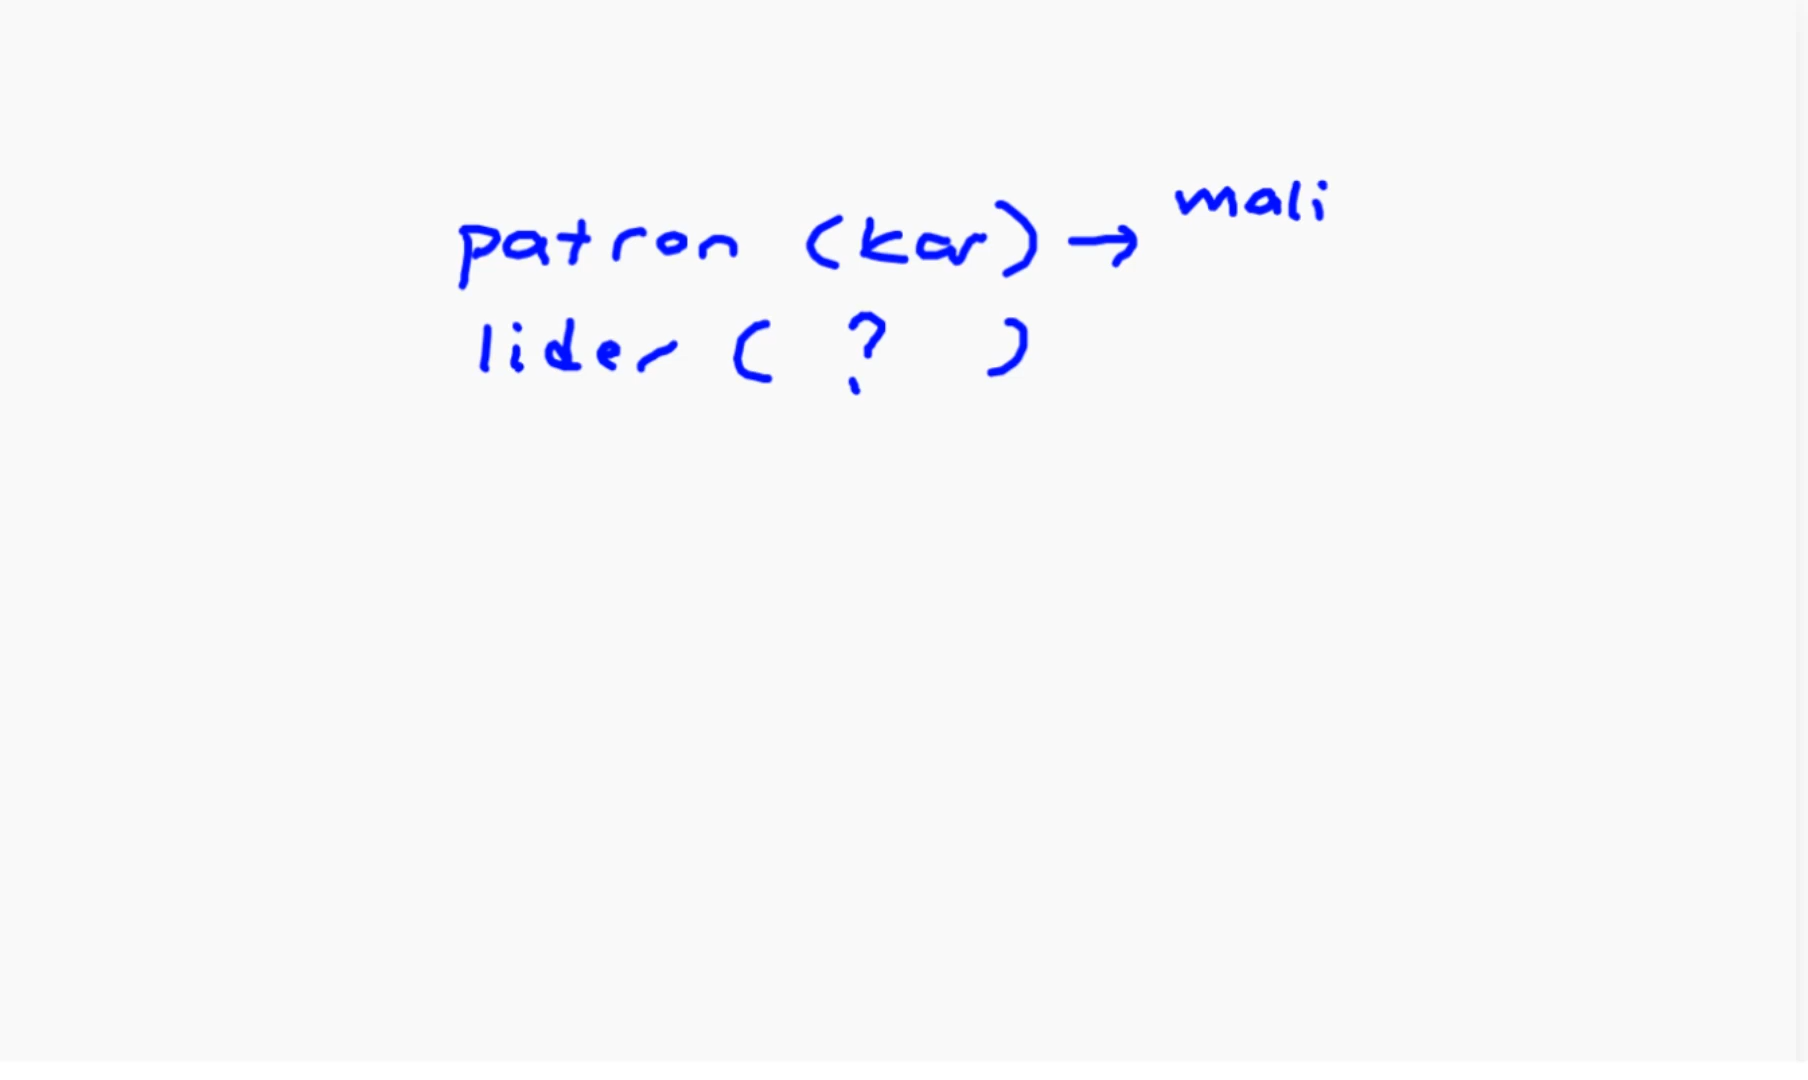 patron (kar) → mali
lider ( ? )